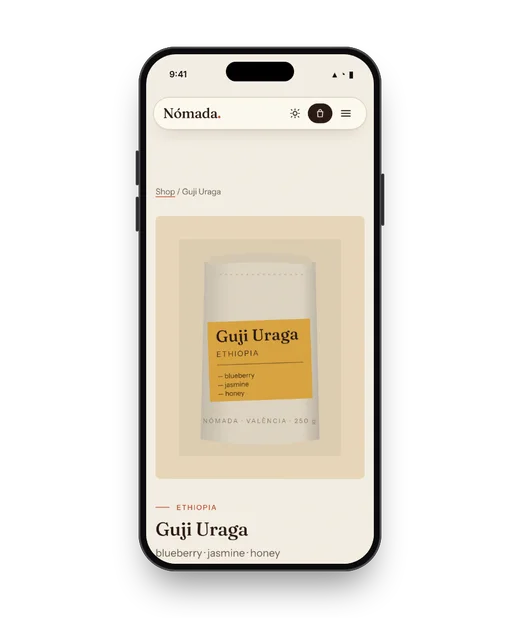 9:41
Nómada.
Shop / Guji Uraga
Guji Uraga
ETHIOPIA
— blueberry
— jasmine
— honey
NÓMADA · VALÈNCIA · 250 g
ETHIOPIA
Guji Uraga
blueberry · jasmine · honey